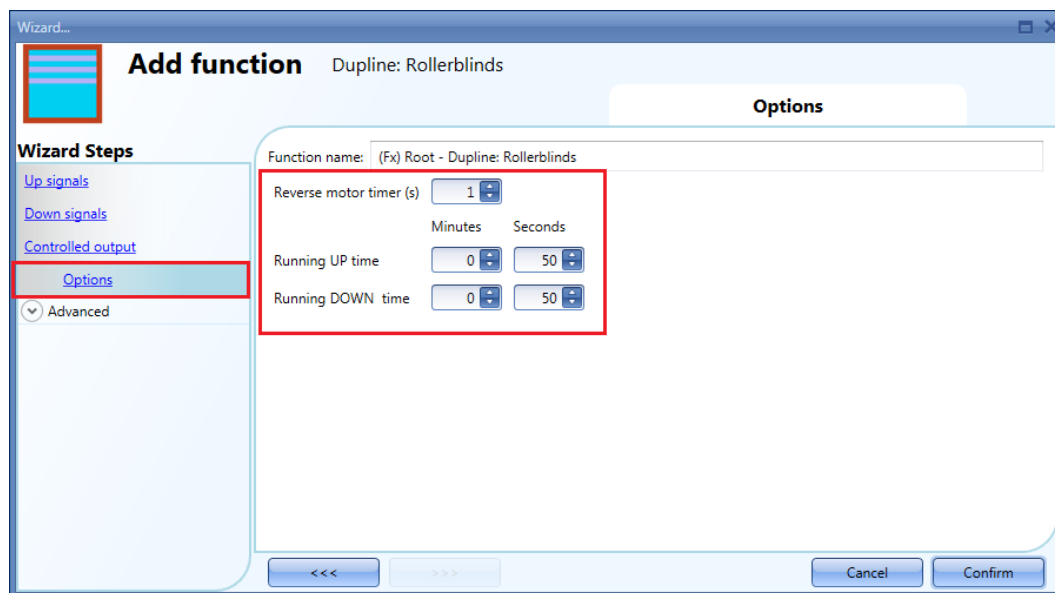 Wizard...
Add function Dupline: Rollerblinds
Options
Wizard Steps
Up signals
Down signals
Controlled output
Options
Advanced
Function name: (Fx) Root - Dupline: Rollerblinds
Reverse motor timer (s) 1
Minutes Seconds
Running UP time 0 50
Running DOWN time 0 50
<<< >>> Cancel Confirm